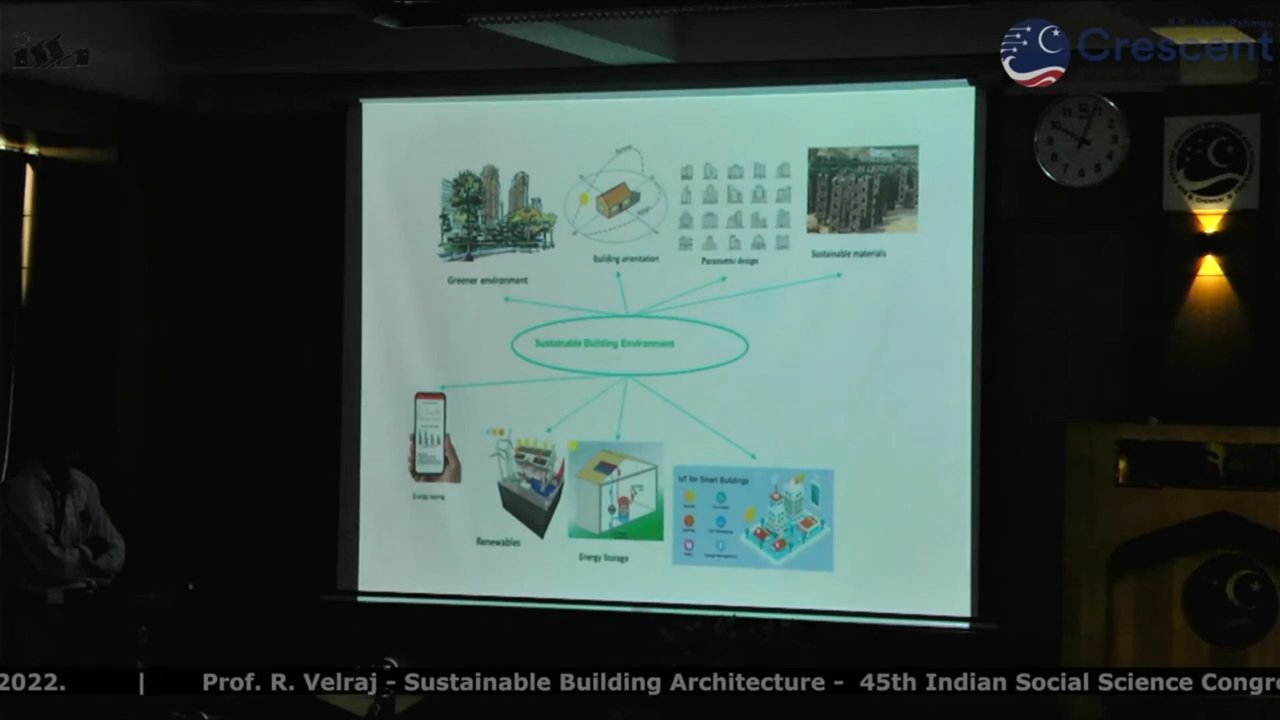 Crescent
Greener environment
Building orientation
Parametric design
Sustainable materials
Sustainable Building Environment
Energy saving
Renewables
Energy Storage
IoT for Smart Buildings
2022. | Prof. R. Velraj - Sustainable Building Architecture - 45th Indian Social Science Congre